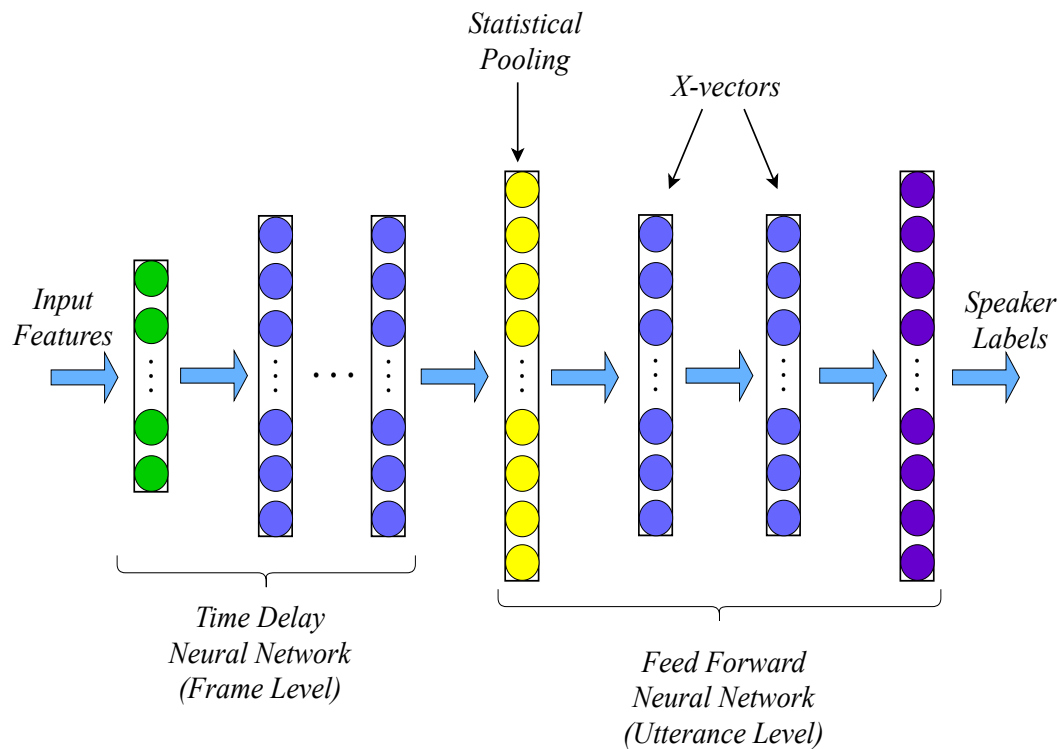 Statistical
Pooling
X-vectors
Input
Features
Speaker
Labels
Time Delay
Neural Network
(Frame Level)
Feed Forward
Neural Network
(Utterance Level)